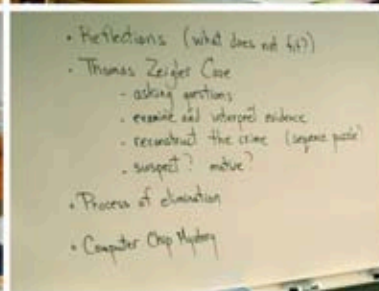 • Reflections (what does not fit?)
• Thomas Zeigler Case
- asking questions
- examine and interpret evidence
- reconstruct the crime (sequence puzzle)
- suspect? motive?
• Process of elimination
• Computer Chip Mystery